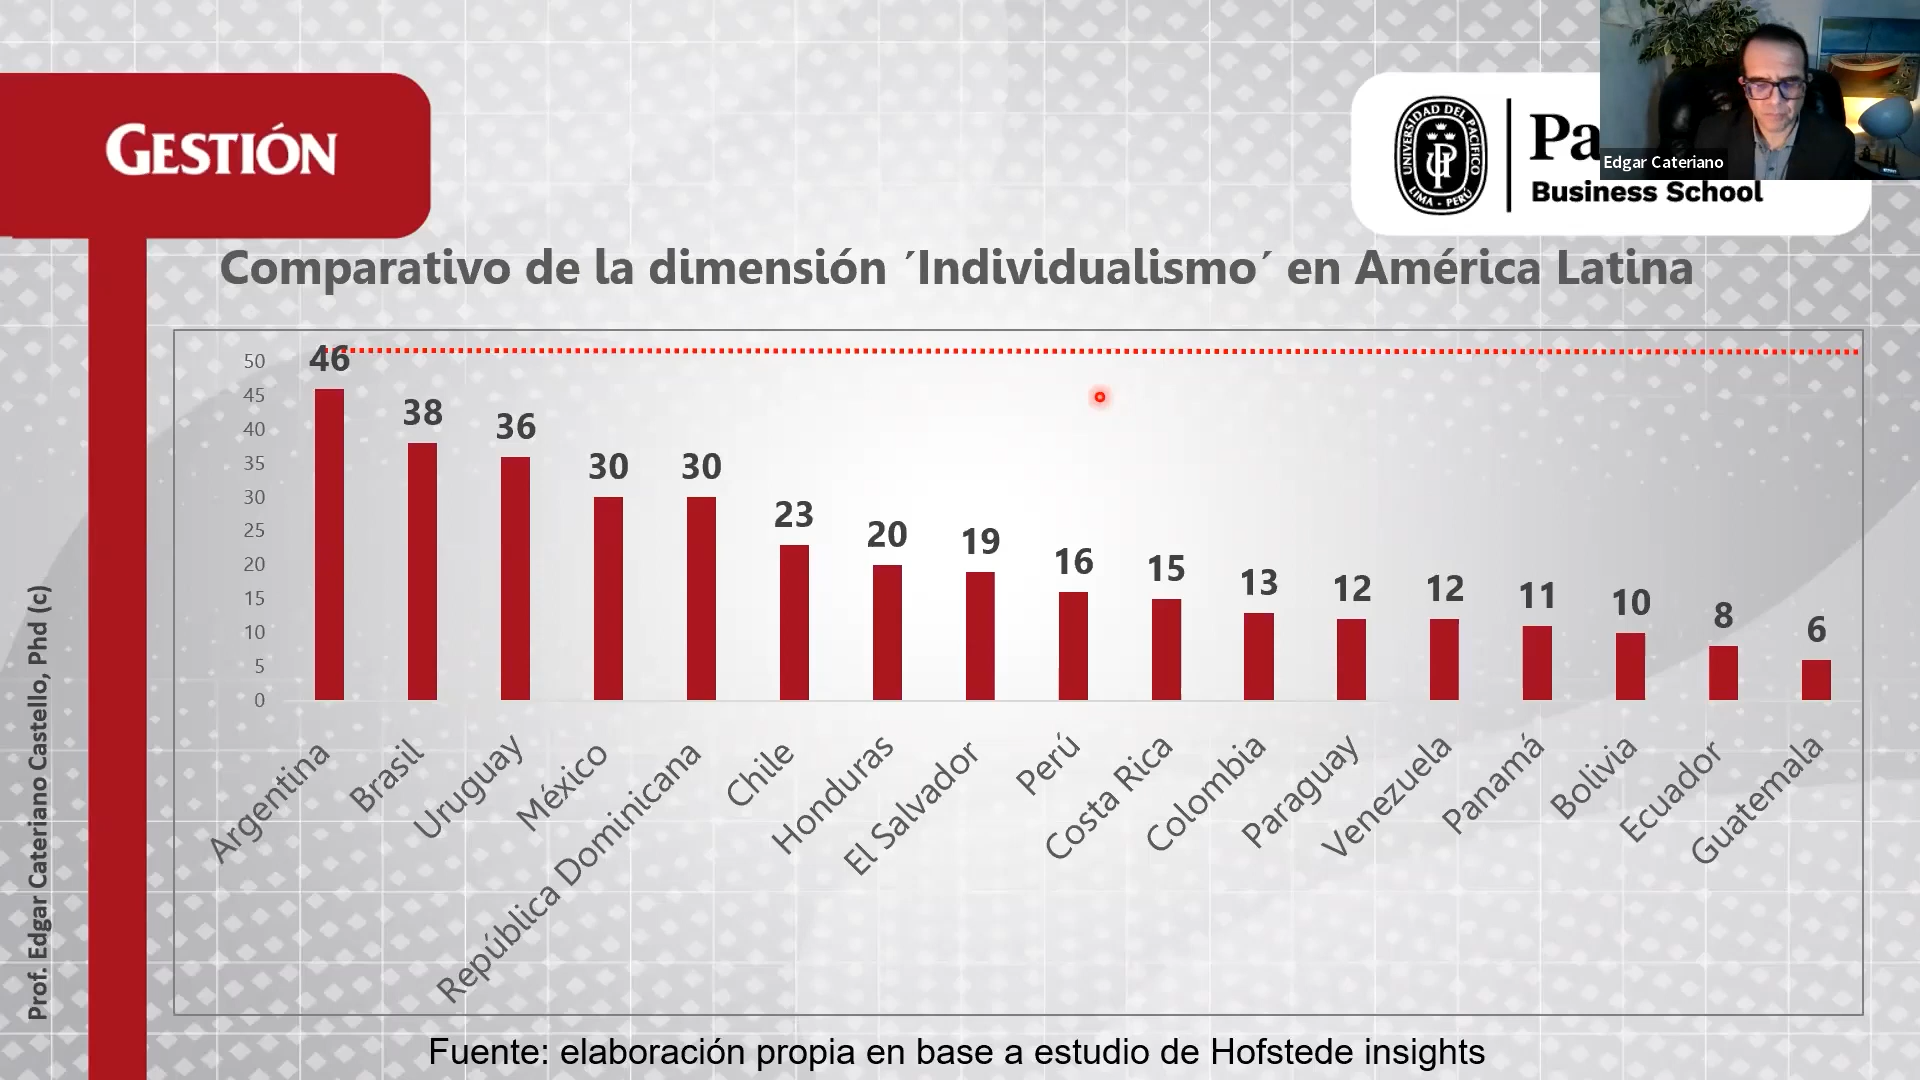 GESTIÓN
UNIVERSIDAD DEL PACÍFICO
LIMA - PERÚ
Pa
Business School
Edgar Cateriano
Comparativo de la dimensión ´Individualismo´ en América Latina
50
45
40
35
30
25
20
15
10
5
0
46
38
36
30
30
23
20
19
16
15
13
12
12
11
10
8
6
Argentina
Brasil
Uruguay
México
República Dominicana
Chile
Honduras
El Salvador
Perú
Costa Rica
Colombia
Paraguay
Venezuela
Panamá
Bolivia
Ecuador
Guatemala
Prof. Edgar Cateriano Castello, Phd (c)
Fuente: elaboración propia en base a estudio de Hofstede insights